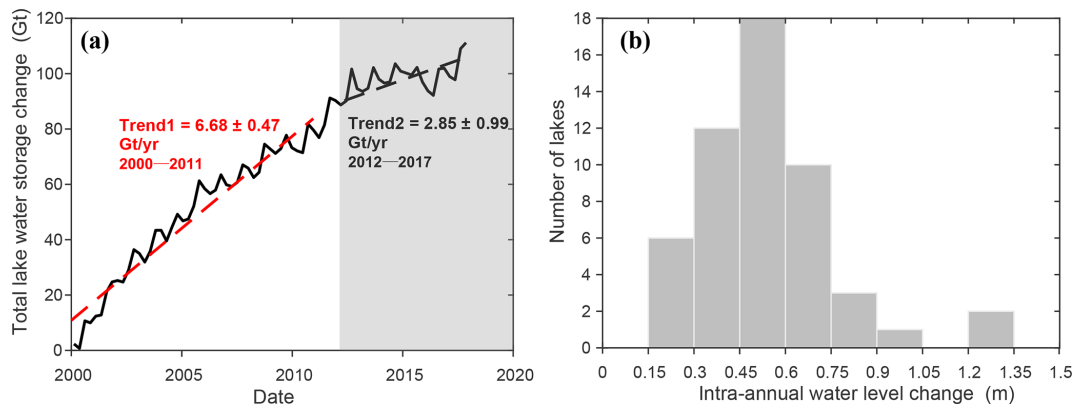 (a)
Total lake water storage change (Gt)
120
100
80
60
40
20
0
Trend1 = 6.68 ± 0.47
Gt/yr
2000—2011
Trend2 = 2.85 ± 0.99
Gt/yr
2012—2017
2000 2005 2010 2015 2020
Date
(b)
Number of lakes
18
16
14
12
10
8
6
4
2
0
0 0.15 0.3 0.45 0.6 0.75 0.9 1.05 1.2 1.35 1.5
Intra-annual water level change (m)